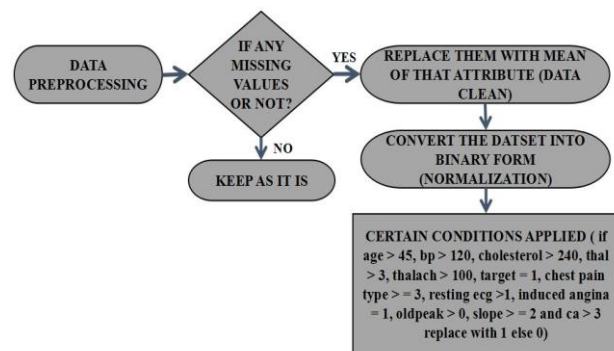 DATA
PREPROCESSING
IF ANY
MISSING
VALUES
OR NOT?
YES
REPLACE THEM WITH MEAN
OF THAT ATTRIBUTE (DATA
CLEAN)
NO
KEEP AS IT IS
CONVERT THE DATSET INTO
BINARY FORM
(NORMALIZATION)
CERTAIN CONDITIONS APPLIED ( if
age > 45, bp > 120, cholesterol > 240, thal
> 3, thalach > 100, target = 1, chest pain
type > = 3, resting ecg >1, induced angina
= 1, oldpeak > 0, slope > = 2 and ca > 3
replace with 1 else 0)